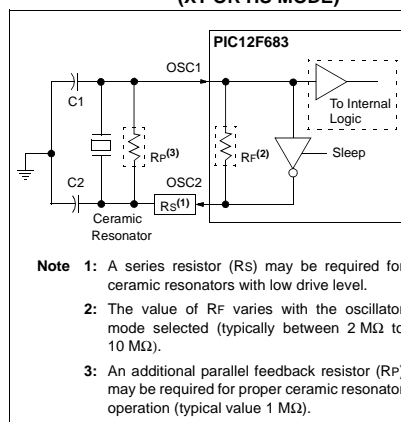 (XT OR HS MODE)
PIC12F683
OSC1
C1
To Internal
Logic
RP(3)
RF(2)
Sleep
C2
OSC2
RS(1)
Ceramic
Resonator
Note 1: A series resistor (RS) may be required for
ceramic resonators with low drive level.
2: The value of RF varies with the oscillator
mode selected (typically between 2 MΩ to
10 MΩ).
3: An additional parallel feedback resistor (RP)
may be required for proper ceramic resonator
operation (typical value 1 MΩ).